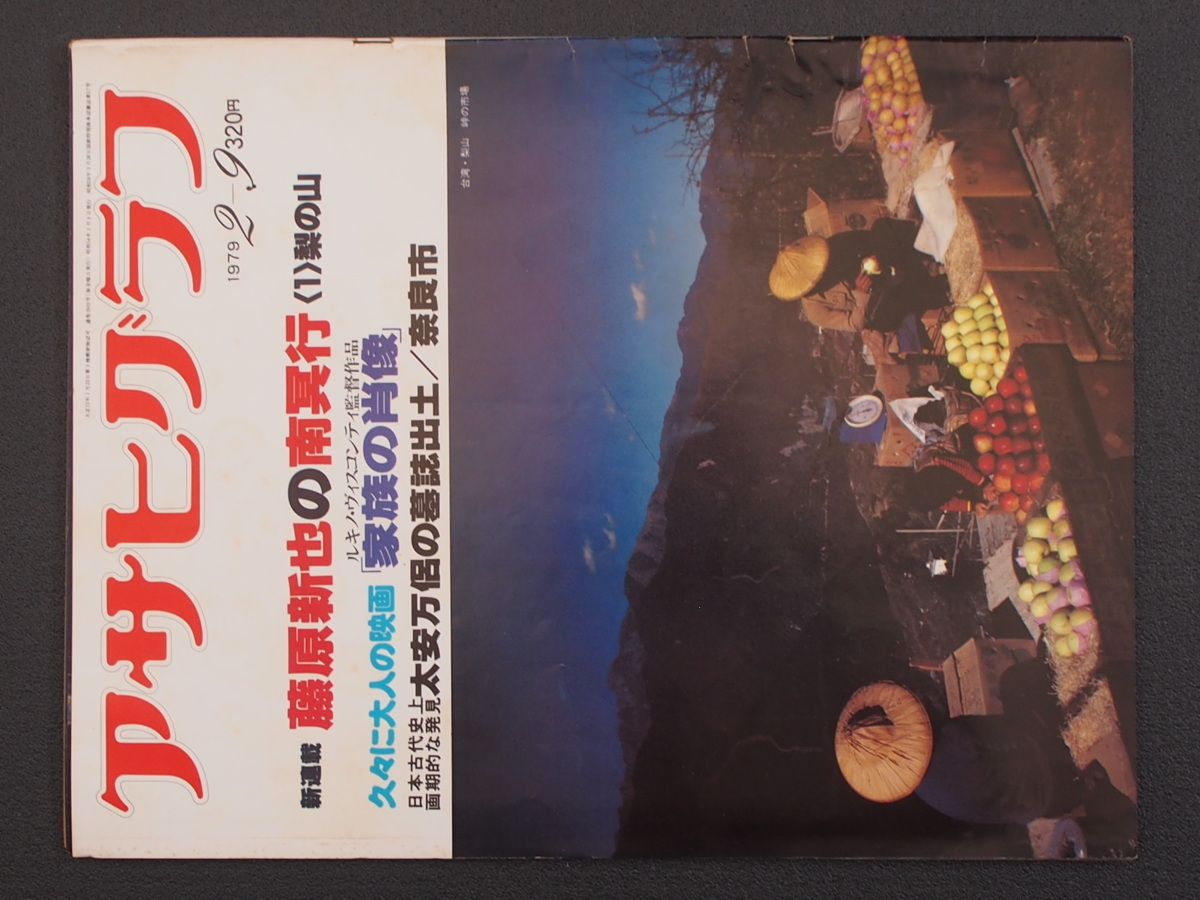 アサヒグラフ
1979 2-9 320円
新連載 藤原新也の南冥行〈1〉梨の山
ルキノ・ヴィスコンティ監督作品
久々に大人の映画「家族の肖像」
日本古代史上
画期的な発見
太安万侶の墓誌出土／奈良市
台湾・梨山 峠の市場